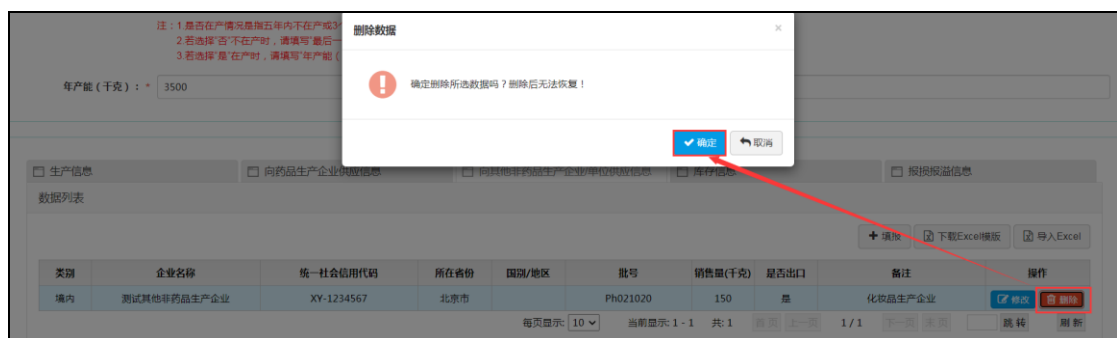 注：1.是否在产情况是指五年内不在产或3
2.若选择"否"不在产时，请填写"最后一
3.若选择"是"在产时，请填写"年产能（
年产能（千克）：* 3500
删除数据 ×
确定删除所选数据吗？删除后无法恢复！
确定 取消
生产信息 向药品生产企业供应信息 向其他非药品生产企业/单位供应信息 库存信息 报损报溢信息
数据列表
填报 下载Excel模版 导入Excel
类别 企业名称 统一社会信用代码 所在省份 国别/地区 批号 销售量(千克) 是否出口 备注 操作
境内 测试其他非药品生产企业 XY-1234567 北京市 Ph021020 150 是 化妆品生产企业 修改 删除
每页显示: 10 当前显示: 1 - 1 共: 1 首页 上一页 1 / 1 下一页 末页 跳转 刷新